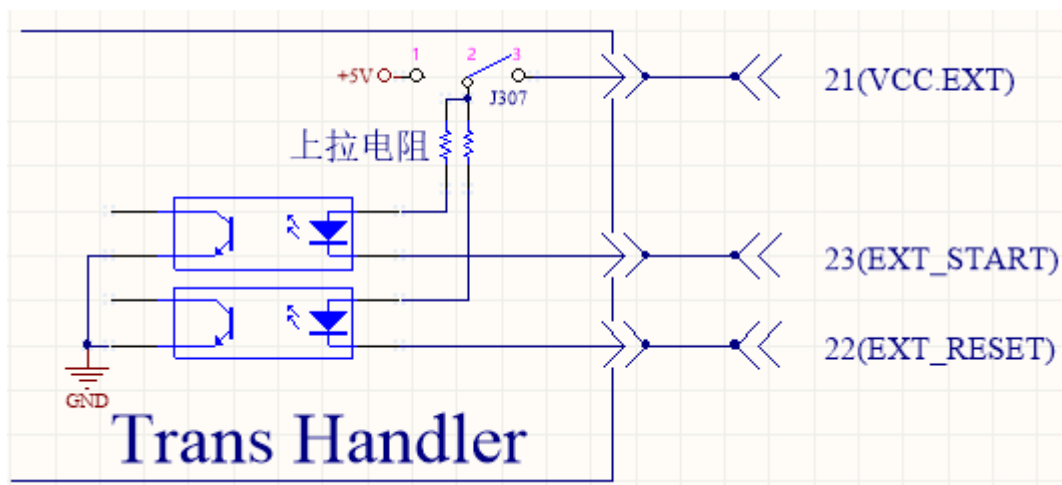 1 2 3
+5V
J307
21(VCC.EXT)
上拉电阻
23(EXT_START)
22(EXT_RESET)
GND
Trans Handler